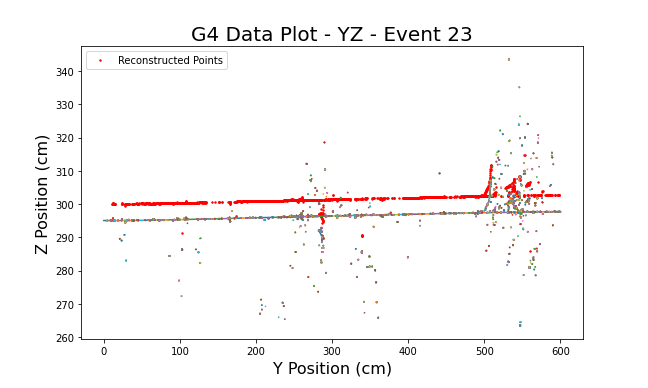 G4 Data Plot - YZ - Event 23
Reconstructed Points
Z Position (cm)
340
330
320
310
300
290
280
270
260
0 100 200 300 400 500 600
Y Position (cm)